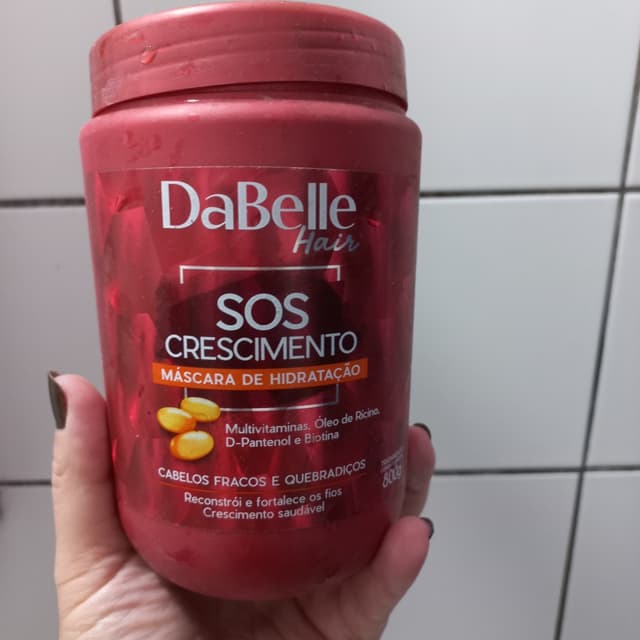 DaBelle
Hair
SOS
CRESCIMENTO
MÁSCARA DE HIDRATAÇÃO
Multivitaminas, Óleo de Rícino,
D-Pantenol e Biotina
CABELOS FRACOS E QUEBRADIÇOS
Reconstrói e fortalece os fios
Crescimento saudável
800g